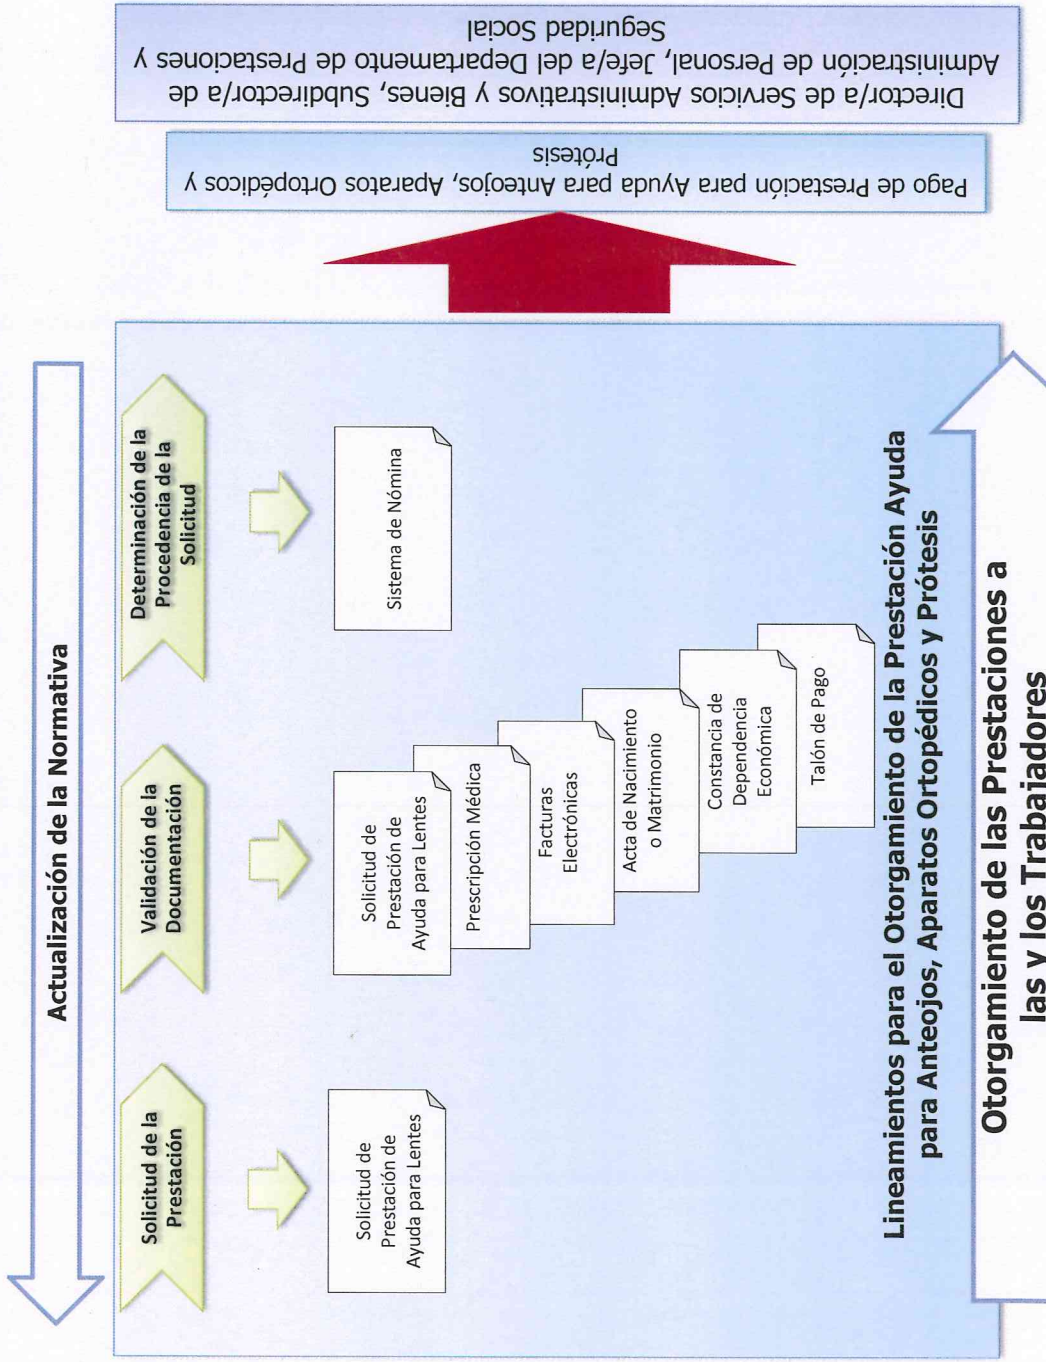 Actualización de la Normativa
Solicitud de la
Prestación
Validación de la
Documentación
Determinación de la
Procedencia de la
Solicitud
Solicitud de
Prestación de
Ayuda para Lentes
Solicitud de
Prestación de
Ayuda para Lentes
Prescripción Médica
Facturas
Electrónicas
Acta de Nacimiento
o Matrimonio
Constancia de
Dependencia
Económica
Talón de Pago
Sistema de Nómina
Lineamientos para el Otorgamiento de la Prestación Ayuda
para Anteojos, Aparatos Ortopédicos y Prótesis
Otorgamiento de las Prestaciones a
las y los Trabajadores
Pago de Prestación para Ayuda para Anteojos, Aparatos Ortopédicos y
Prótesis
Director/a de Servicios Administrativos y Bienes, Subdirector/a de
Administración de Personal, Jefe/a del Departamento de Prestaciones y
Seguridad Social